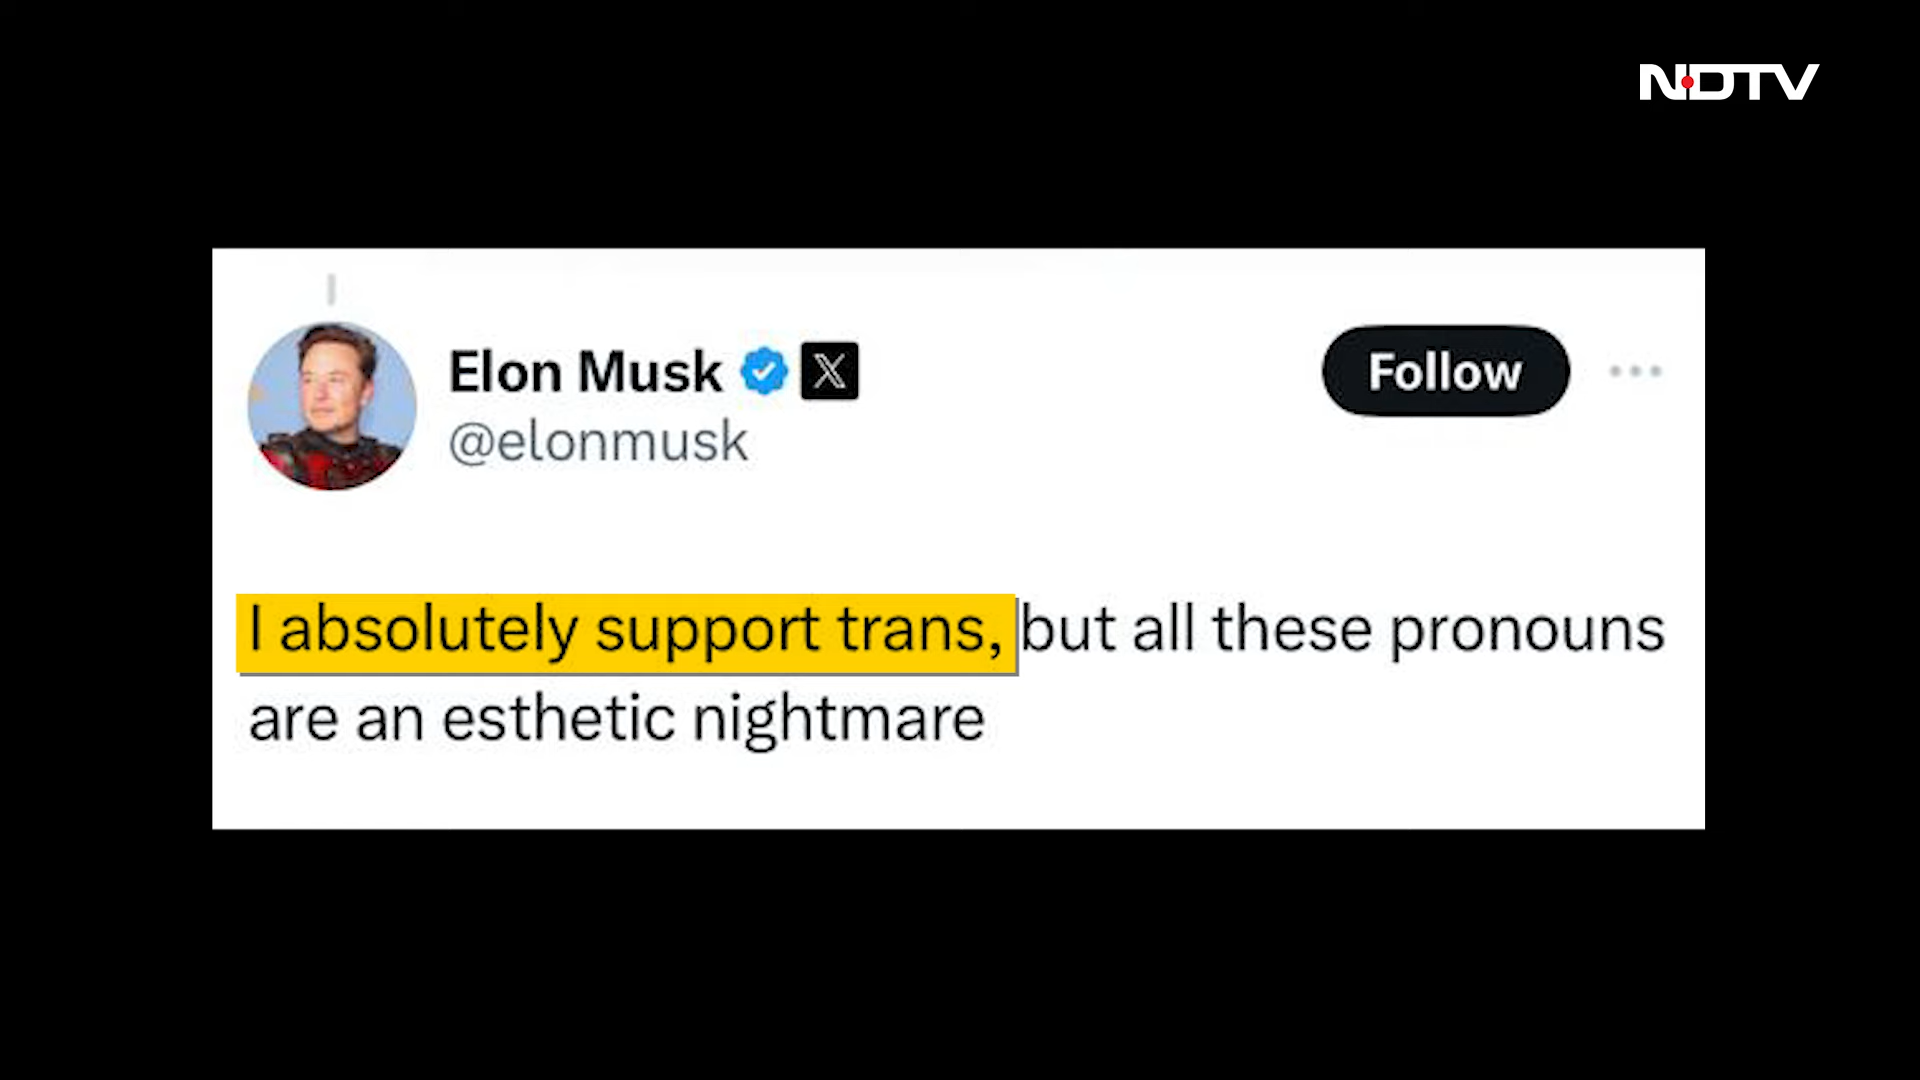 NDTV
Elon Musk
@elonmusk
Follow
I absolutely support trans, but all these pronouns
are an esthetic nightmare